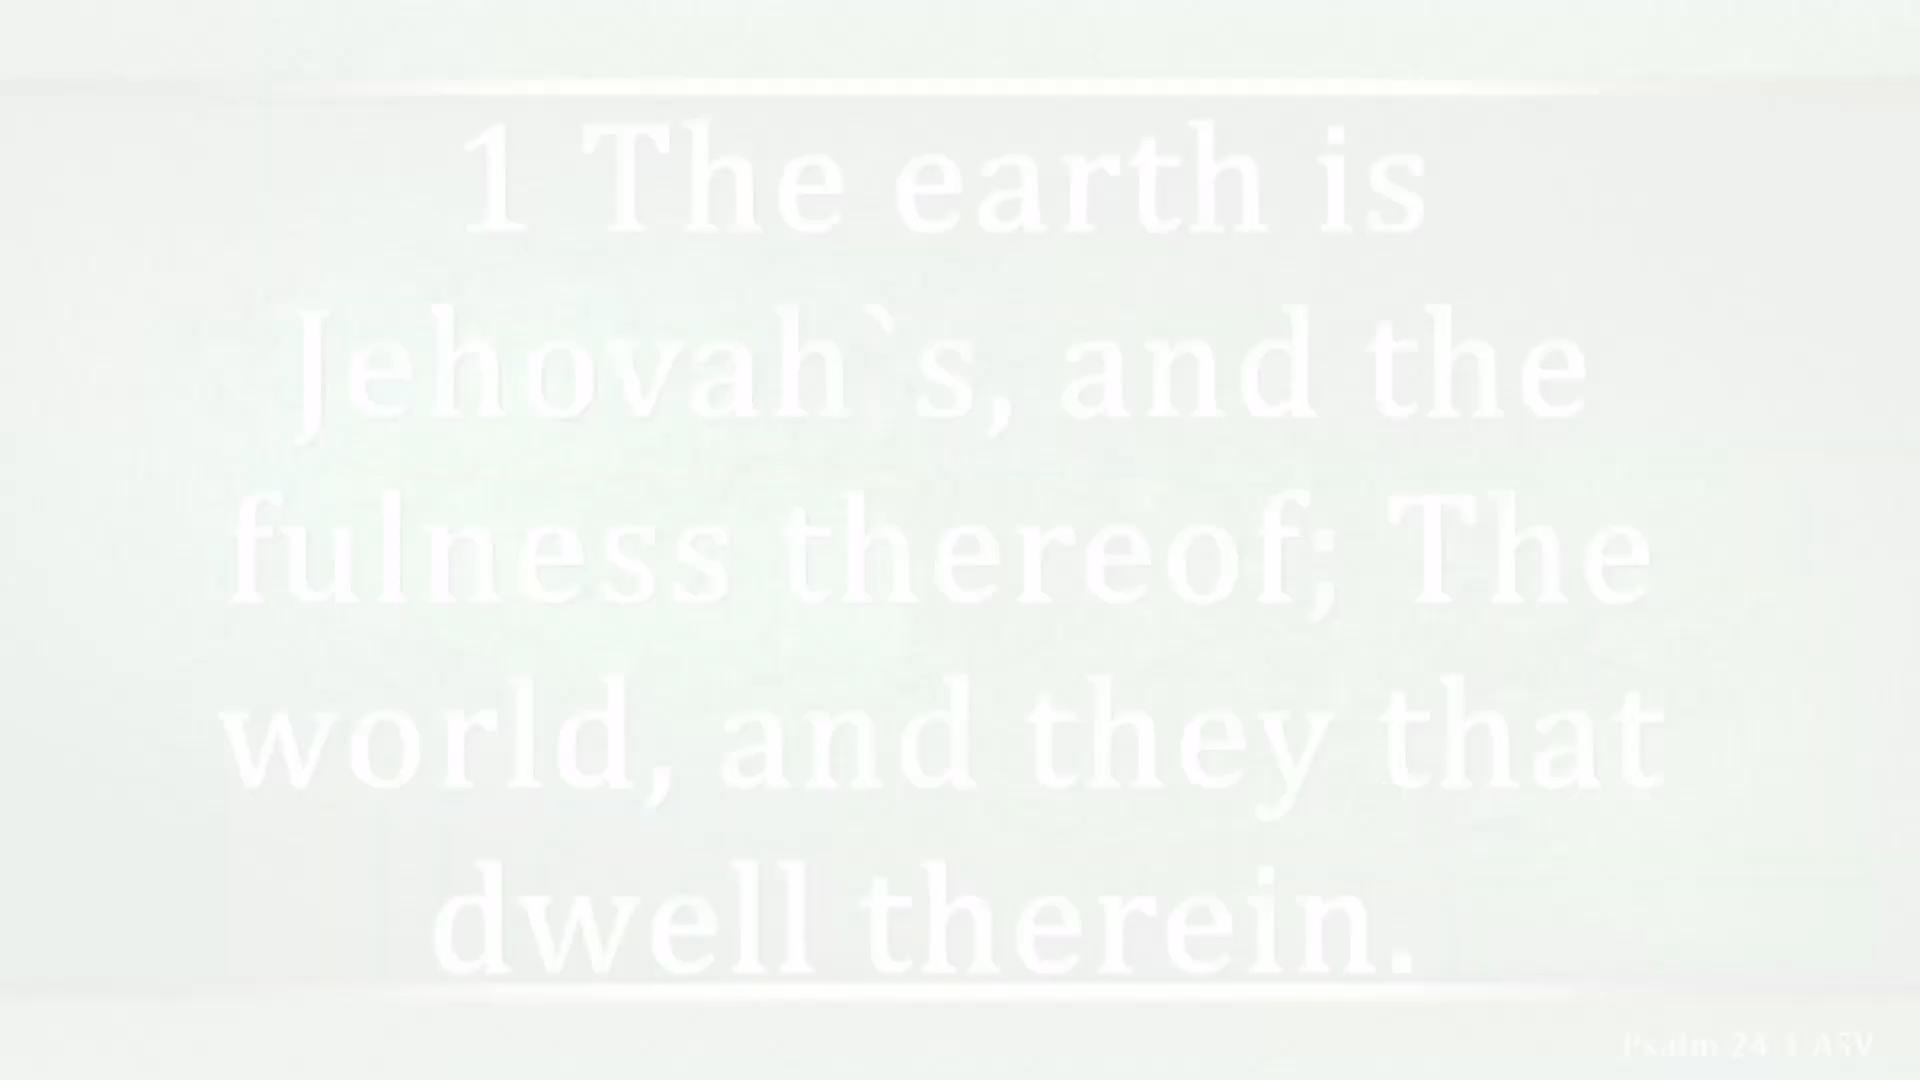 1 The earth is
Jehovah`s, and the
fulness thereof; The
world, and they that
dwell therein.
Psalm 24:1 ASV